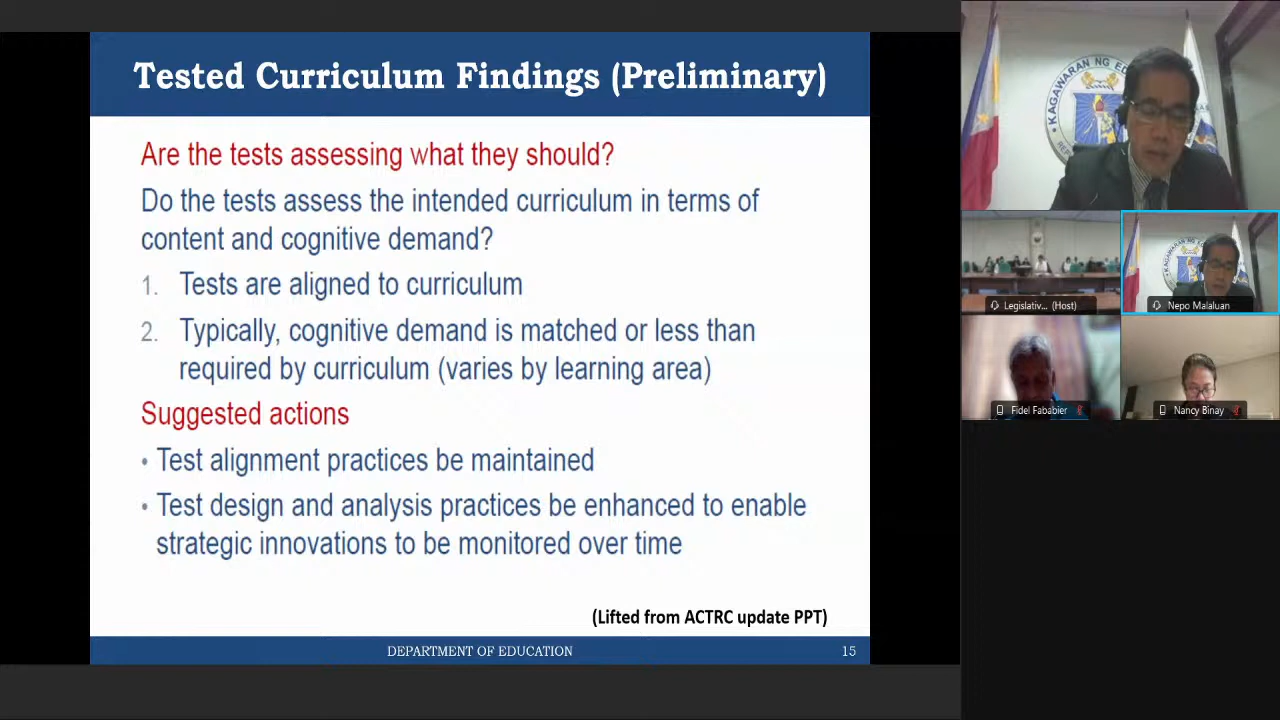 Tested Curriculum Findings (Preliminary)
Are the tests assessing what they should?
Do the tests assess the intended curriculum in terms of
content and cognitive demand?
1. Tests are aligned to curriculum
2. Typically, cognitive demand is matched or less than
required by curriculum (varies by learning area)
Suggested actions
• Test alignment practices be maintained
• Test design and analysis practices be enhanced to enable
strategic innovations to be monitored over time
(Lifted from ACTRC update PPT)
DEPARTMENT OF EDUCATION 15
KAGAWARAN NG
Legislativ... (Host)
Nepo Malaluan
Fidel Fababier
Nancy Binay